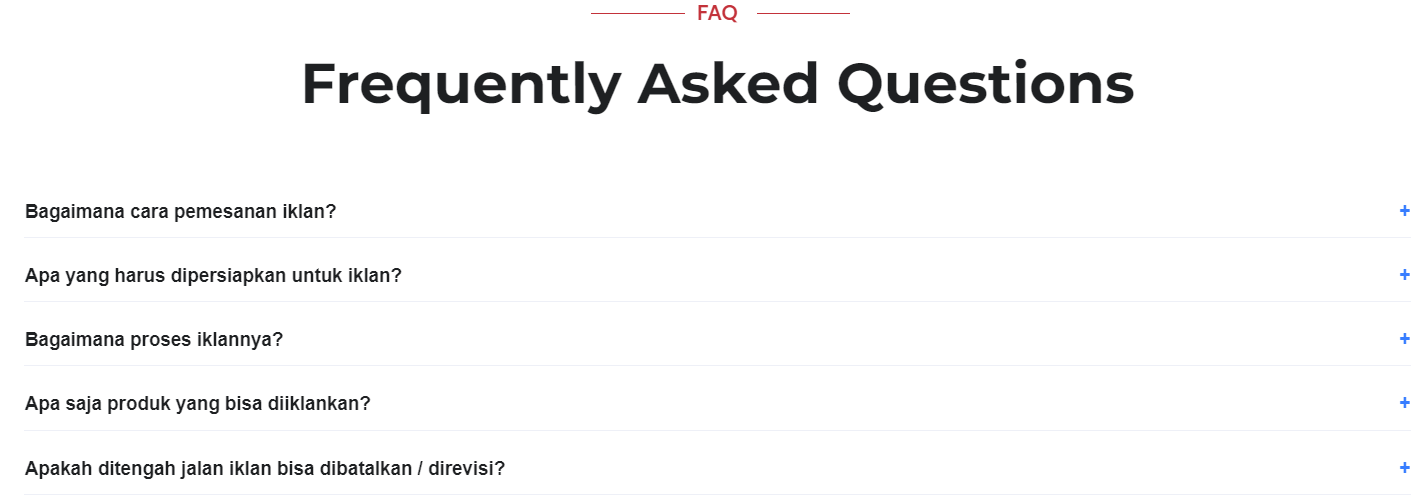 FAQ
Frequently Asked Questions
Bagaimana cara pemesanan iklan?
+
Apa yang harus dipersiapkan untuk iklan?
+
Bagaimana proses iklannya?
+
Apa saja produk yang bisa diiklankan?
+
Apakah ditengah jalan iklan bisa dibatalkan / direvisi?
+